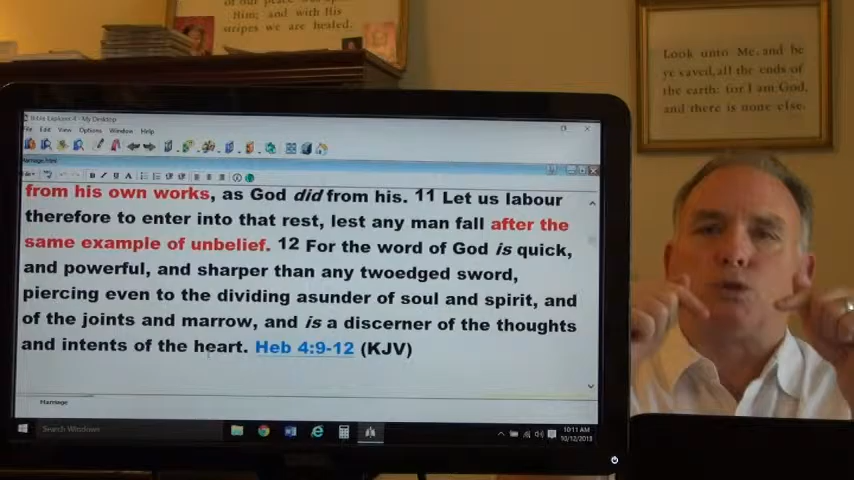 of our peace was upon
Him; and with His
stripes we are healed.
Look unto Me, and be
ye saved, all the ends of
the earth: for I am God,
and there is none else.
Bible Explorer 4 - My Desktop
File Edit View Options Window Help
Marriage.html
B U A
from his own works, as God did from his. 11 Let us labour
therefore to enter into that rest, lest any man fall after the
same example of unbelief. 12 For the word of God is quick,
and powerful, and sharper than any twoedged sword,
piercing even to the dividing asunder of soul and spirit, and
of the joints and marrow, and is a discerner of the thoughts
and intents of the heart. Heb 4:9-12 (KJV)
Marriage
Search Windows
10:11 AM
10/12/2013